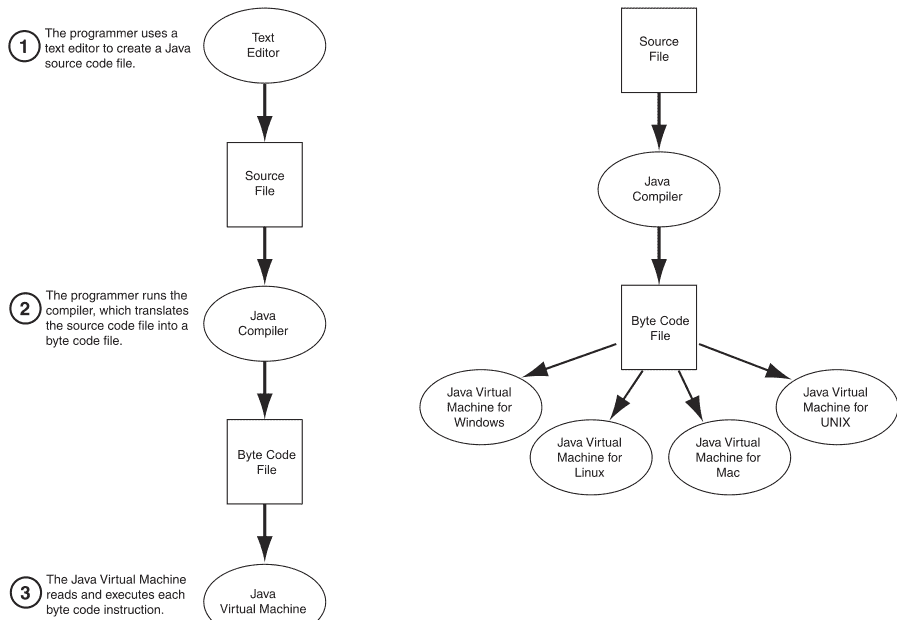 1
The programmer uses a
text editor to create a Java
source code file.
Text
Editor
Source
File
2
The programmer runs the
compiler, which translates
the source code file into a
byte code file.
Java
Compiler
Byte Code
File
3
The Java Virtual Machine
reads and executes each
byte code instruction.
Java
Virtual Machine
Source
File
Java
Compiler
Byte Code
File
Java Virtual
Machine for
Windows
Java Virtual
Machine for
Linux
Java Virtual
Machine for
Mac
Java Virtual
Machine for
UNIX